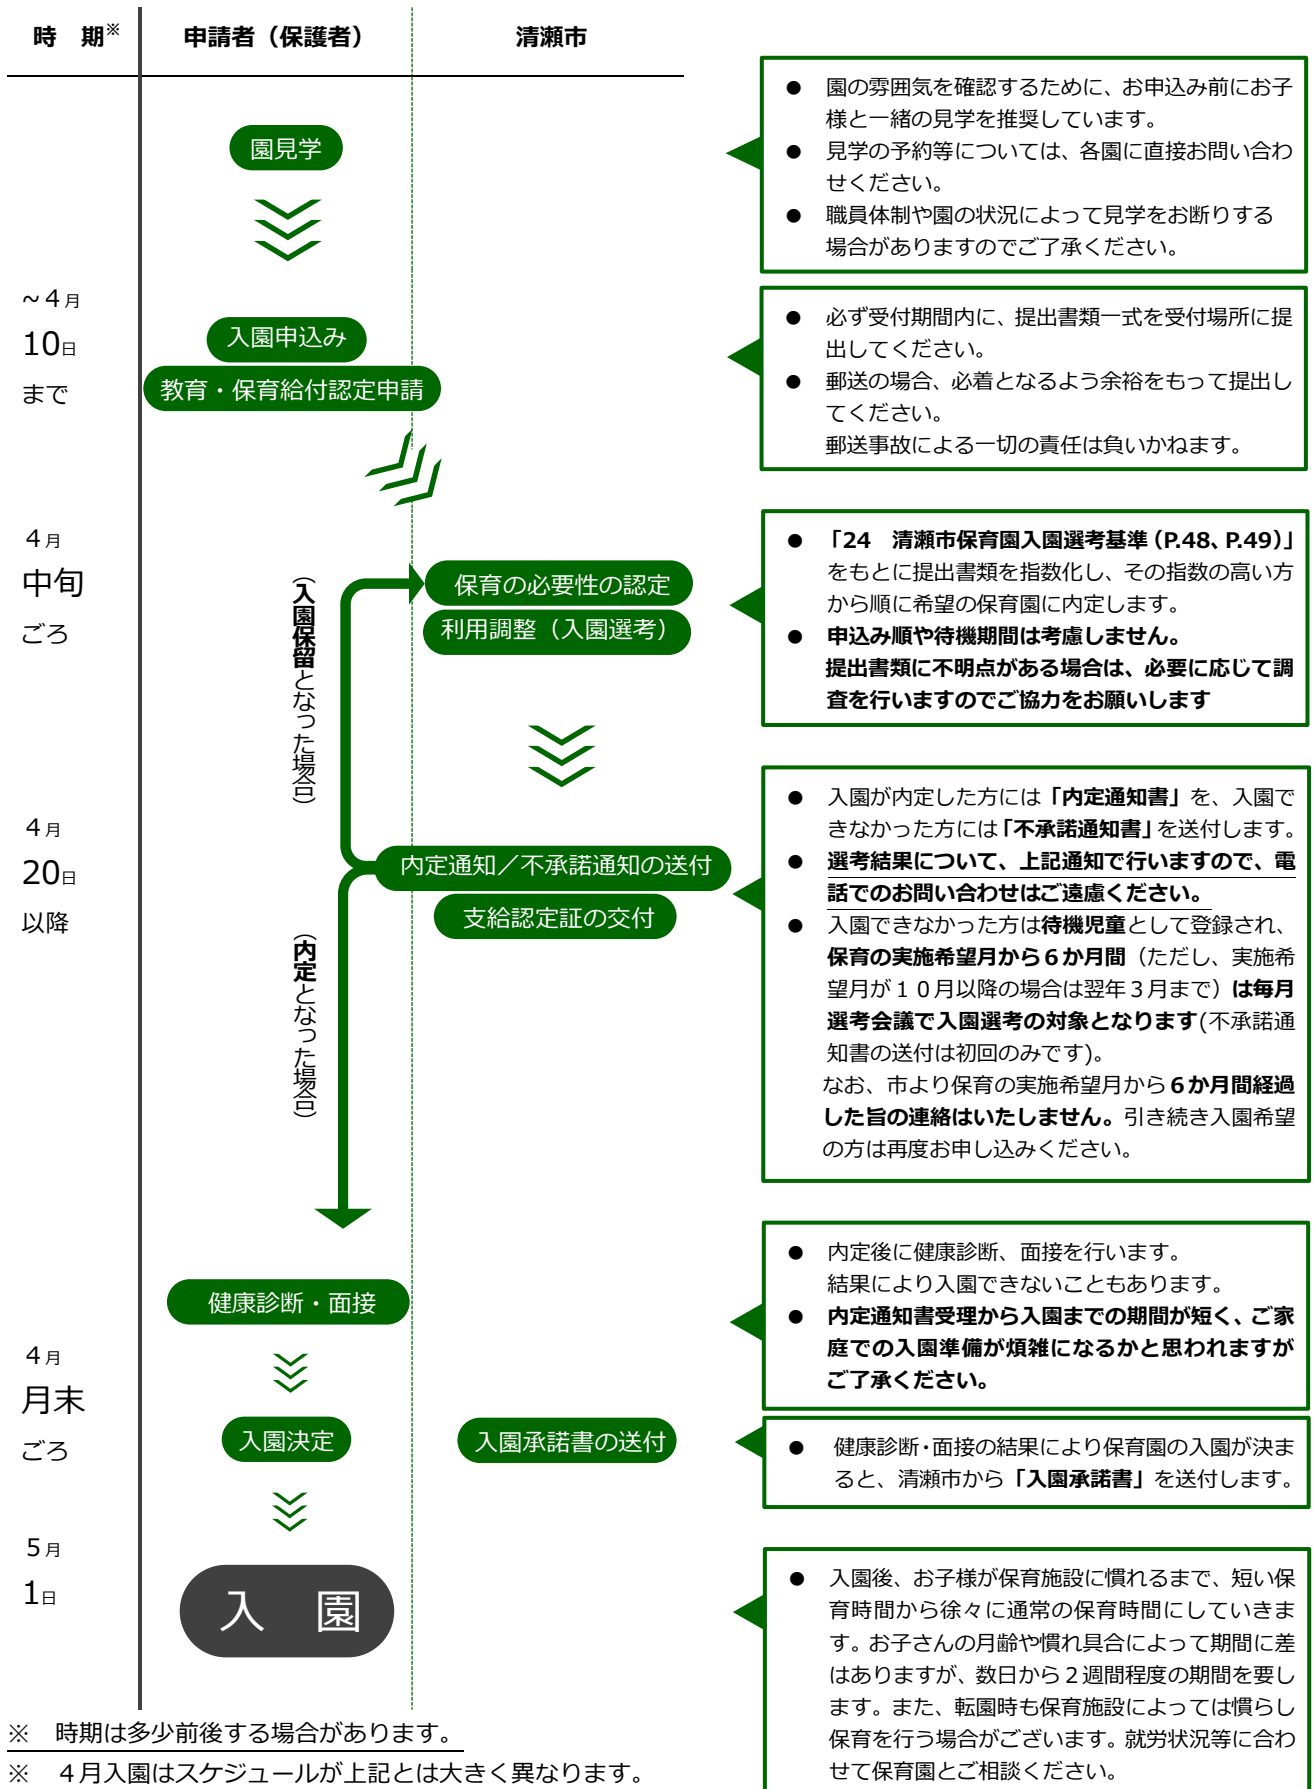 時　期※
申請者（保護者）
清瀬市
園見学
● 園の雰囲気を確認するために、お申込み前にお子
様と一緒の見学を推奨しています。
● 見学の予約等については、各園に直接お問い合わ
せください。
● 職員体制や園の状況によって見学をお断りする
場合がありますのでご了承ください。
～４月
10日
まで
入園申込み
教育・保育給付認定申請
● 必ず受付期間内に、提出書類一式を受付場所に提
出してください。
● 郵送の場合、必着となるよう余裕をもって提出し
てください。
郵送事故による一切の責任は負いかねます。
４月
中旬
ごろ
（入園保留となった場合）
保育の必要性の認定
利用調整（入園選考）
● 「24　清瀬市保育園入園選考基準（P.48、P.49）」
をもとに提出書類を指数化し、その指数の高い方
から順に希望の保育園に内定します。
● 申込み順や待機期間は考慮しません。
提出書類に不明点がある場合は、必要に応じて調
査を行いますのでご協力をお願いします
４月
20日
以降
内定通知／不承諾通知の送付
支給認定証の交付
（内定となった場合）
● 入園が内定した方には「内定通知書」を、入園で
きなかった方には「不承諾通知書」を送付します。
● 選考結果について、上記通知で行いますので、電
話でのお問い合わせはご遠慮ください。
● 入園できなかった方は待機児童として登録され、
保育の実施希望月から６か月間（ただし、実施希
望月が１０月以降の場合は翌年３月まで）は毎月
選考会議で入園選考の対象となります(不承諾通
知書の送付は初回のみです)。
なお、市より保育の実施希望月から６か月間経過
した旨の連絡はいたしません。引き続き入園希望
の方は再度お申し込みください。
健康診断・面接
● 内定後に健康診断、面接を行います。
結果により入園できないこともあります。
● 内定通知書受理から入園までの期間が短く、ご家
庭での入園準備が煩雑になるかと思われますが
ご了承ください。
４月
月末
ごろ
入園決定
入園承諾書の送付
● 健康診断・面接の結果により保育園の入園が決ま
ると、清瀬市から「入園承諾書」を送付します。
５月
1日
入　園
● 入園後、お子様が保育施設に慣れるまで、短い保
育時間から徐々に通常の保育時間にしていきま
す。お子さんの月齢や慣れ具合によって期間に差
はありますが、数日から２週間程度の期間を要し
ます。また、転園時も保育施設によっては慣らし
保育を行う場合がございます。就労状況等に合わ
せて保育園とご相談ください。
※　時期は多少前後する場合があります。
※　４月入園はスケジュールが上記とは大きく異なります。